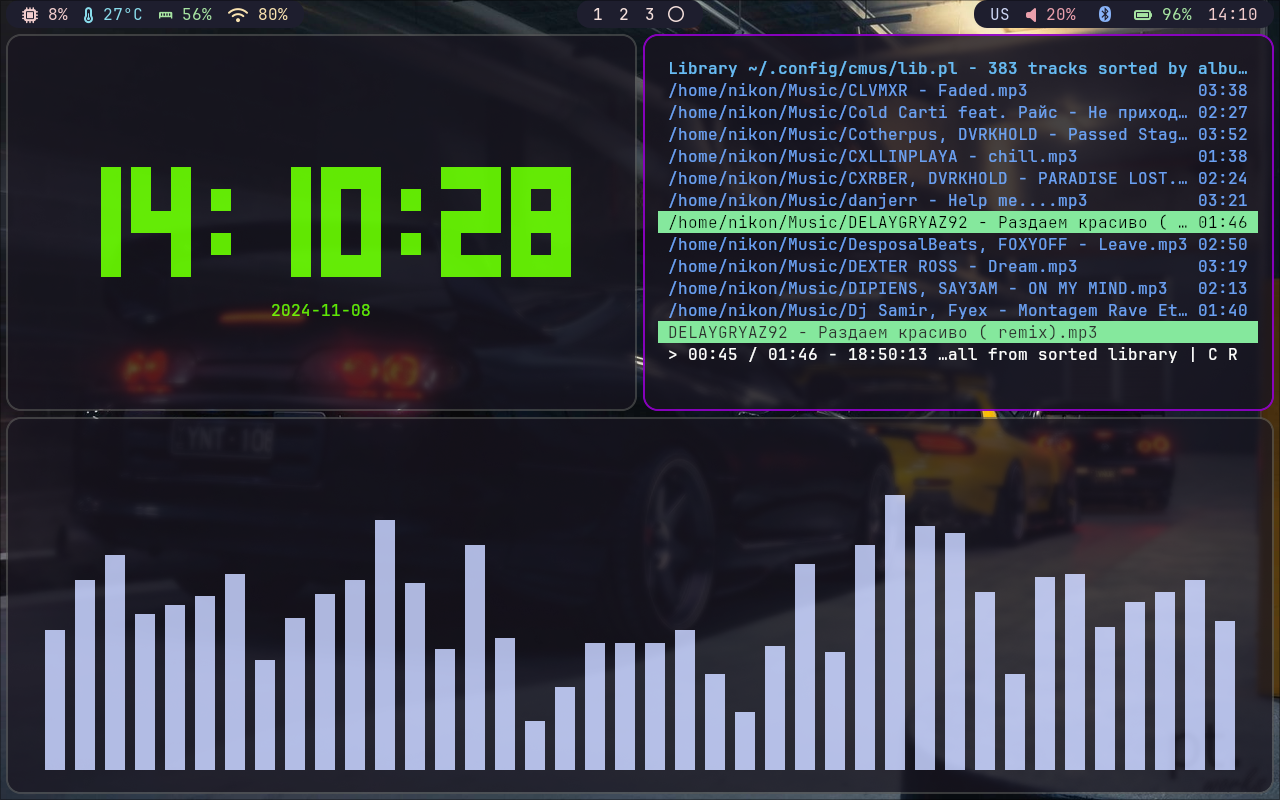 8% 27°C 56% 80%
1 2 3
US 20% 96% 14:10
14:10:28
2024-11-08
Library ~/.config/cmus/lib.pl - 383 tracks sorted by albu…
/home/nikon/Music/CLVMXR - Faded.mp3 03:38
/home/nikon/Music/Cold Carti feat. Райс - Не приход… 02:27
/home/nikon/Music/Cotherpus, DVRKHOLD - Passed Stag… 03:52
/home/nikon/Music/CXLLINPLAYA - chill.mp3 01:38
/home/nikon/Music/CXRBER, DVRKHOLD - PARADISE LOST.… 02:24
/home/nikon/Music/danjerr - Help me....mp3 03:21
/home/nikon/Music/DELAYGRYAZ92 - Раздаем красиво ( … 01:46
/home/nikon/Music/DesposalBeats, FOXYOFF - Leave.mp3 02:50
/home/nikon/Music/DEXTER ROSS - Dream.mp3 03:19
/home/nikon/Music/DIPIENS, SAY3AM - ON MY MIND.mp3 02:13
/home/nikon/Music/Dj Samir, Fyex - Montagem Rave Et… 01:40
DELAYGRYAZ92 - Раздаем красиво ( remix).mp3
> 00:45 / 01:46 - 18:50:13 …all from sorted library | C R